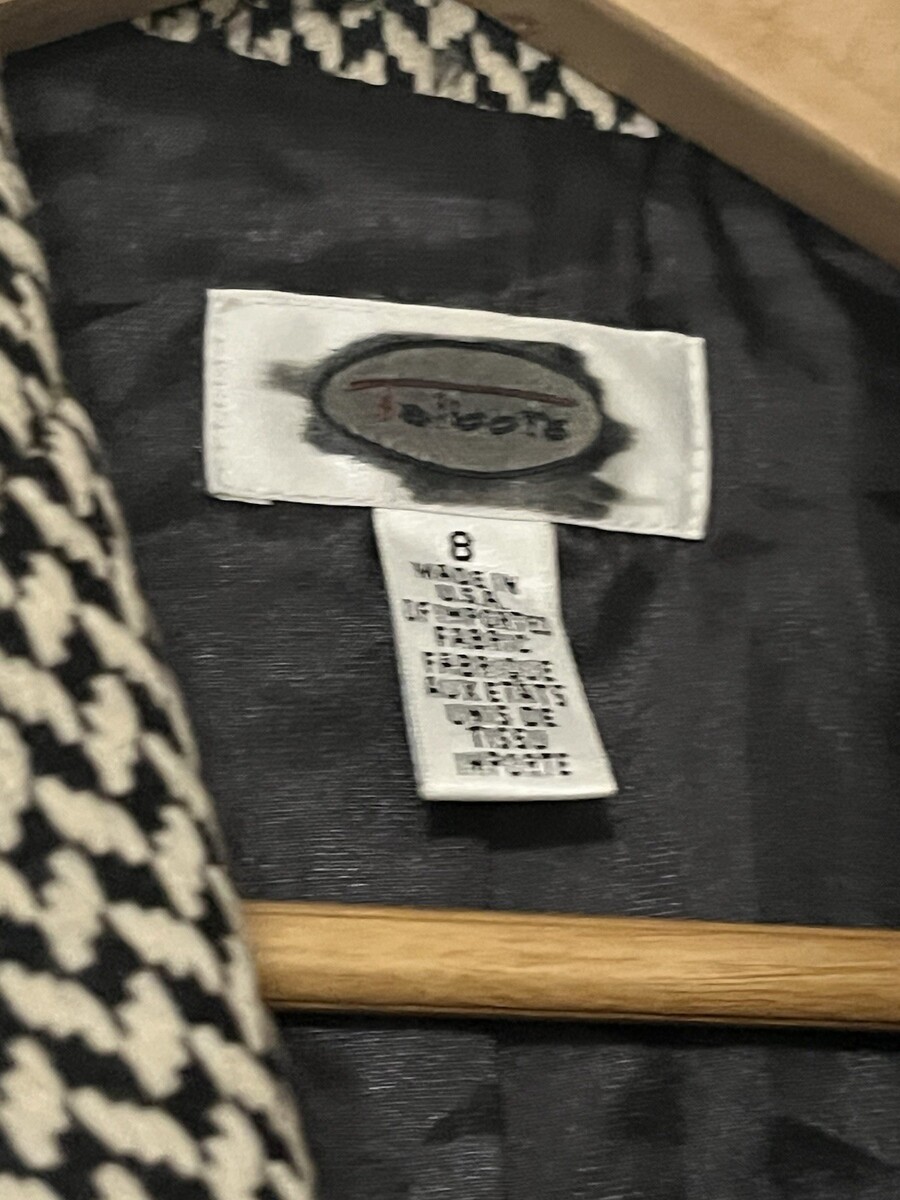 Talbots
8
MADE IN
U.S.A.
OF IMPORTED
FABRIC
FABRIQUE
AUX ETATS
UNIS DE
TISSU
IMPORTE